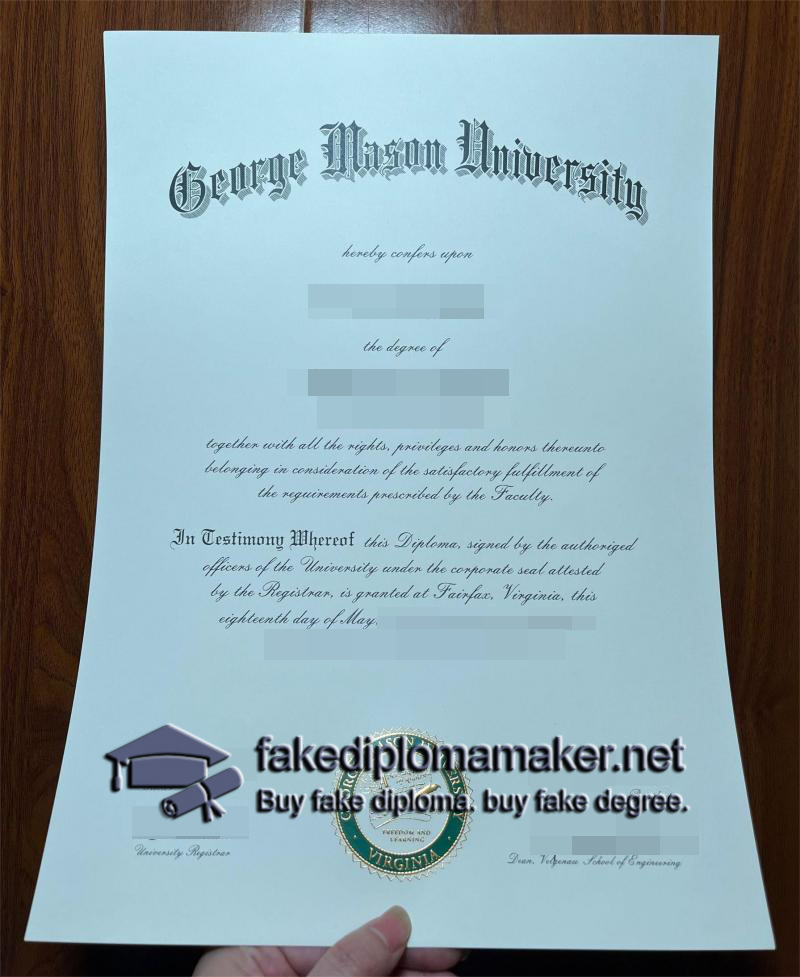 George Mason University
hereby confers upon
the degree of
together with all the rights, privileges and honors thereunto
belonging in consideration of the satisfactory fulfillment of
the requirements prescribed by the Faculty.
In Testimony Whereof this Diploma, signed by the authorized
officers of the University under the corporate seal attested
by the Registrar, is granted at Fairfax, Virginia, this
eighteenth day of May,
fakediplomamaker.net
Buy fake diploma. buy fake degree.
FREEDOM AND
LEARNING
VIRGINIA
University Registrar
Dean, Volgenau School of Engineering